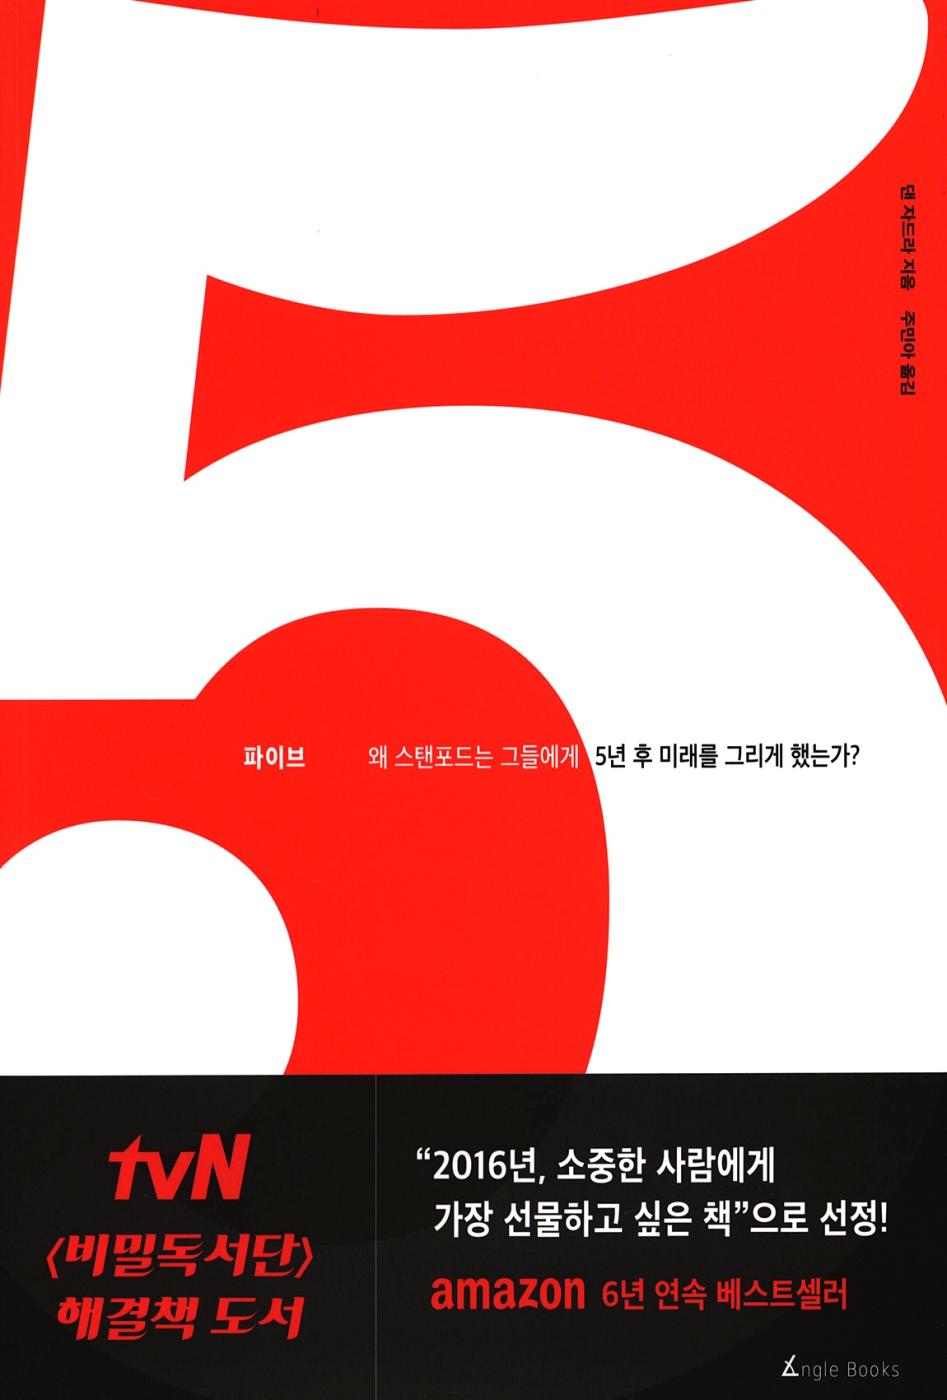 5
댄 자드라 지음 주민아 옮김
파이브 왜 스탠포드는 그들에게 5년 후 미래를 그리게 했는가?
tvN
〈비밀독서단〉
해결책 도서
“2016년, 소중한 사람에게
가장 선물하고 싶은 책”으로 선정!
amazon 6년 연속 베스트셀러
Angle Books